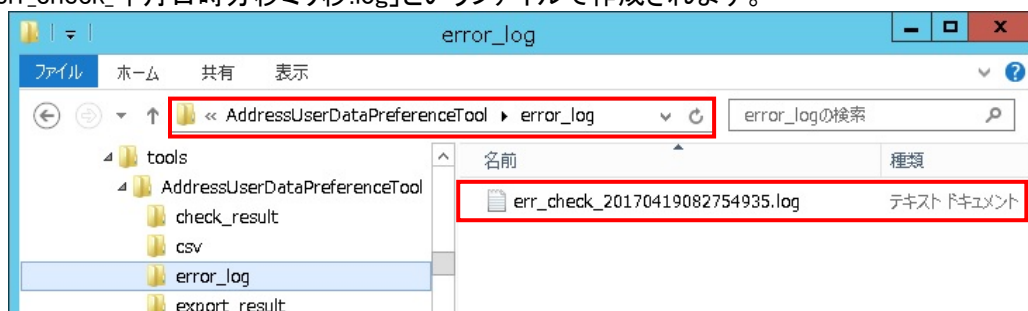 err_check_年月日時分秒ミリ秒.log」というファイルで作成されます。
error_log
ファイル ホーム 共有 表示
« AddressUserDataPreferenceTool error_log error_logの検索
tools
AddressUserDataPreferenceTool
check_result
csv
error_log
export_result
名前 種類
err_check_20170419082754935.log テキスト ドキュメント